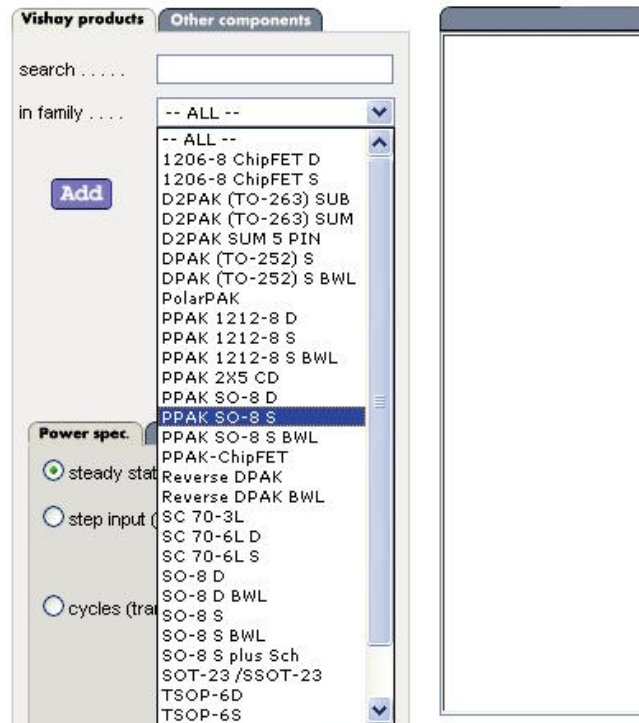 Vishay products Other components
search . . . . .
in family . . . . -- ALL --
-- ALL --
1206-8 ChipFET D
1206-8 ChipFET S
D2PAK (TO-263) SUB
D2PAK (TO-263) SUM
D2PAK SUM 5 PIN
DPAK (TO-252) S
DPAK (TO-252) S BWL
PolarPAK
PPAK 1212-8 D
PPAK 1212-8 S
PPAK 1212-8 S BWL
PPAK 2X5 CD
PPAK SO-8 D
PPAK SO-8 S
PPAK SO-8 S BWL
PPAK-ChipFET
Reverse DPAK
Reverse DPAK BWL
SC 70-3L
SC 70-6L D
SC 70-6L S
SO-8 D
SO-8 D BWL
SO-8 S
SO-8 S BWL
SO-8 S plus Sch
SOT-23 /SSOT-23
TSOP-6D
TSOP-6S
Add
Power spec.
steady stat
step input (
cycles (tra